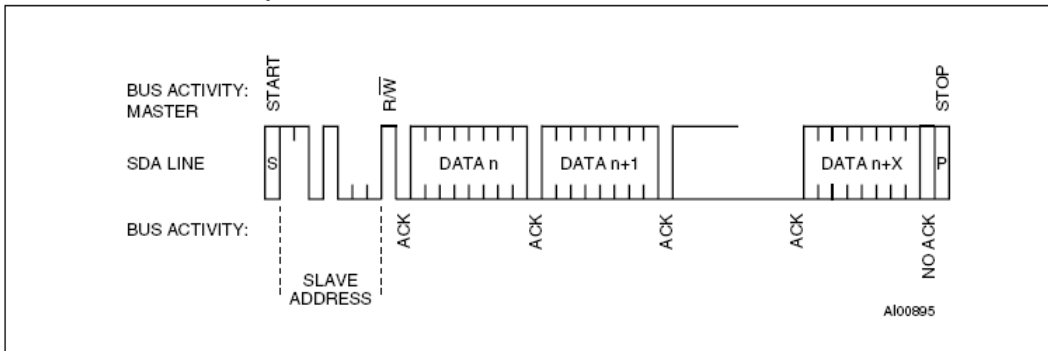 START
R/W
STOP
BUS ACTIVITY:
MASTER
SDA LINE
S
DATA n
DATA n+1
DATA n+X
P
BUS ACTIVITY:
ACK
ACK
ACK
ACK
NO ACK
SLAVE
ADDRESS
AI00895